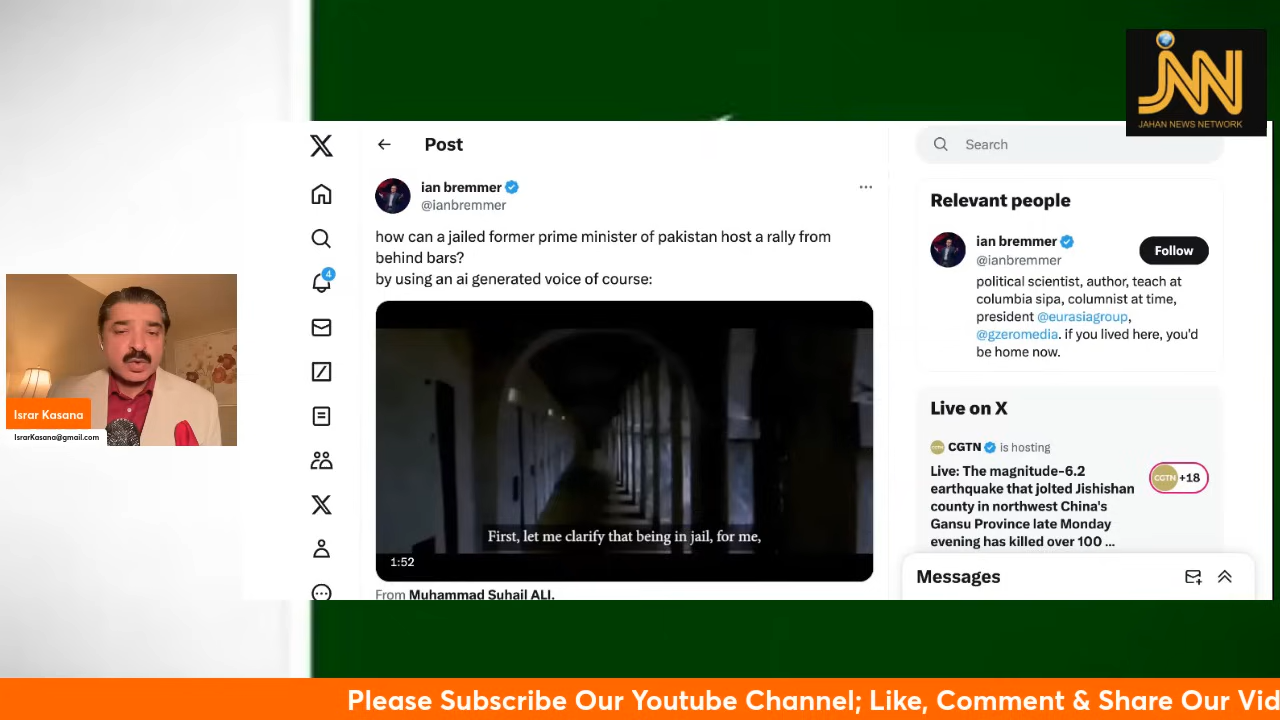 JNN
JAHAN NEWS NETWORK
X
Post
Search
ian bremmer
@ianbremmer
how can a jailed former prime minister of pakistan host a rally from
behind bars?
by using an ai generated voice of course:
First, let me clarify that being in jail, for me,
1:52
From Muhammad Suhail ALI.
4
Relevant people
ian bremmer
@ianbremmer
Follow
political scientist, author, teach at
columbia sipa, columnist at time,
president @eurasiagroup,
@gzeromedia. if you lived here, you'd
be home now.
Live on X
CGTN is hosting
Live: The magnitude-6.2
earthquake that jolted Jishishan
county in northwest China's
Gansu Province late Monday
evening has killed over 100 ...
CGTN +18
Messages
Israr Kasana
IsrarKasana@gmail.com
Please Subscribe Our Youtube Channel; Like, Comment & Share Our Vid